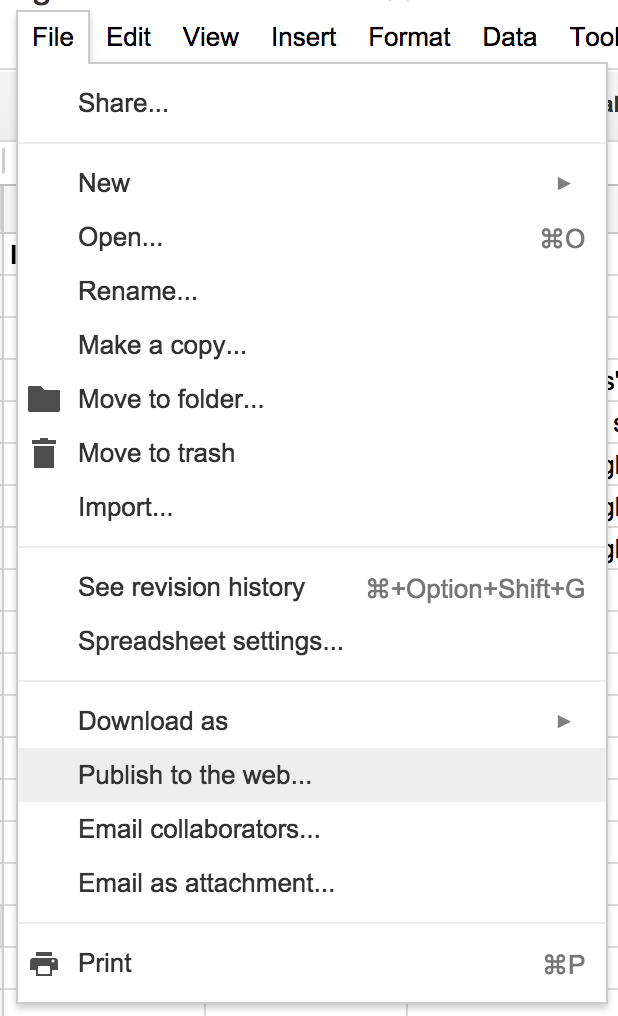 File Edit View Insert Format Data
Share...
New
Open... ⌘O
Rename...
Make a copy...
Move to folder...
Move to trash
Import...
See revision history ⌘+Option+Shift+G
Spreadsheet settings...
Download as
Publish to the web...
Email collaborators...
Email as attachment...
Print ⌘P